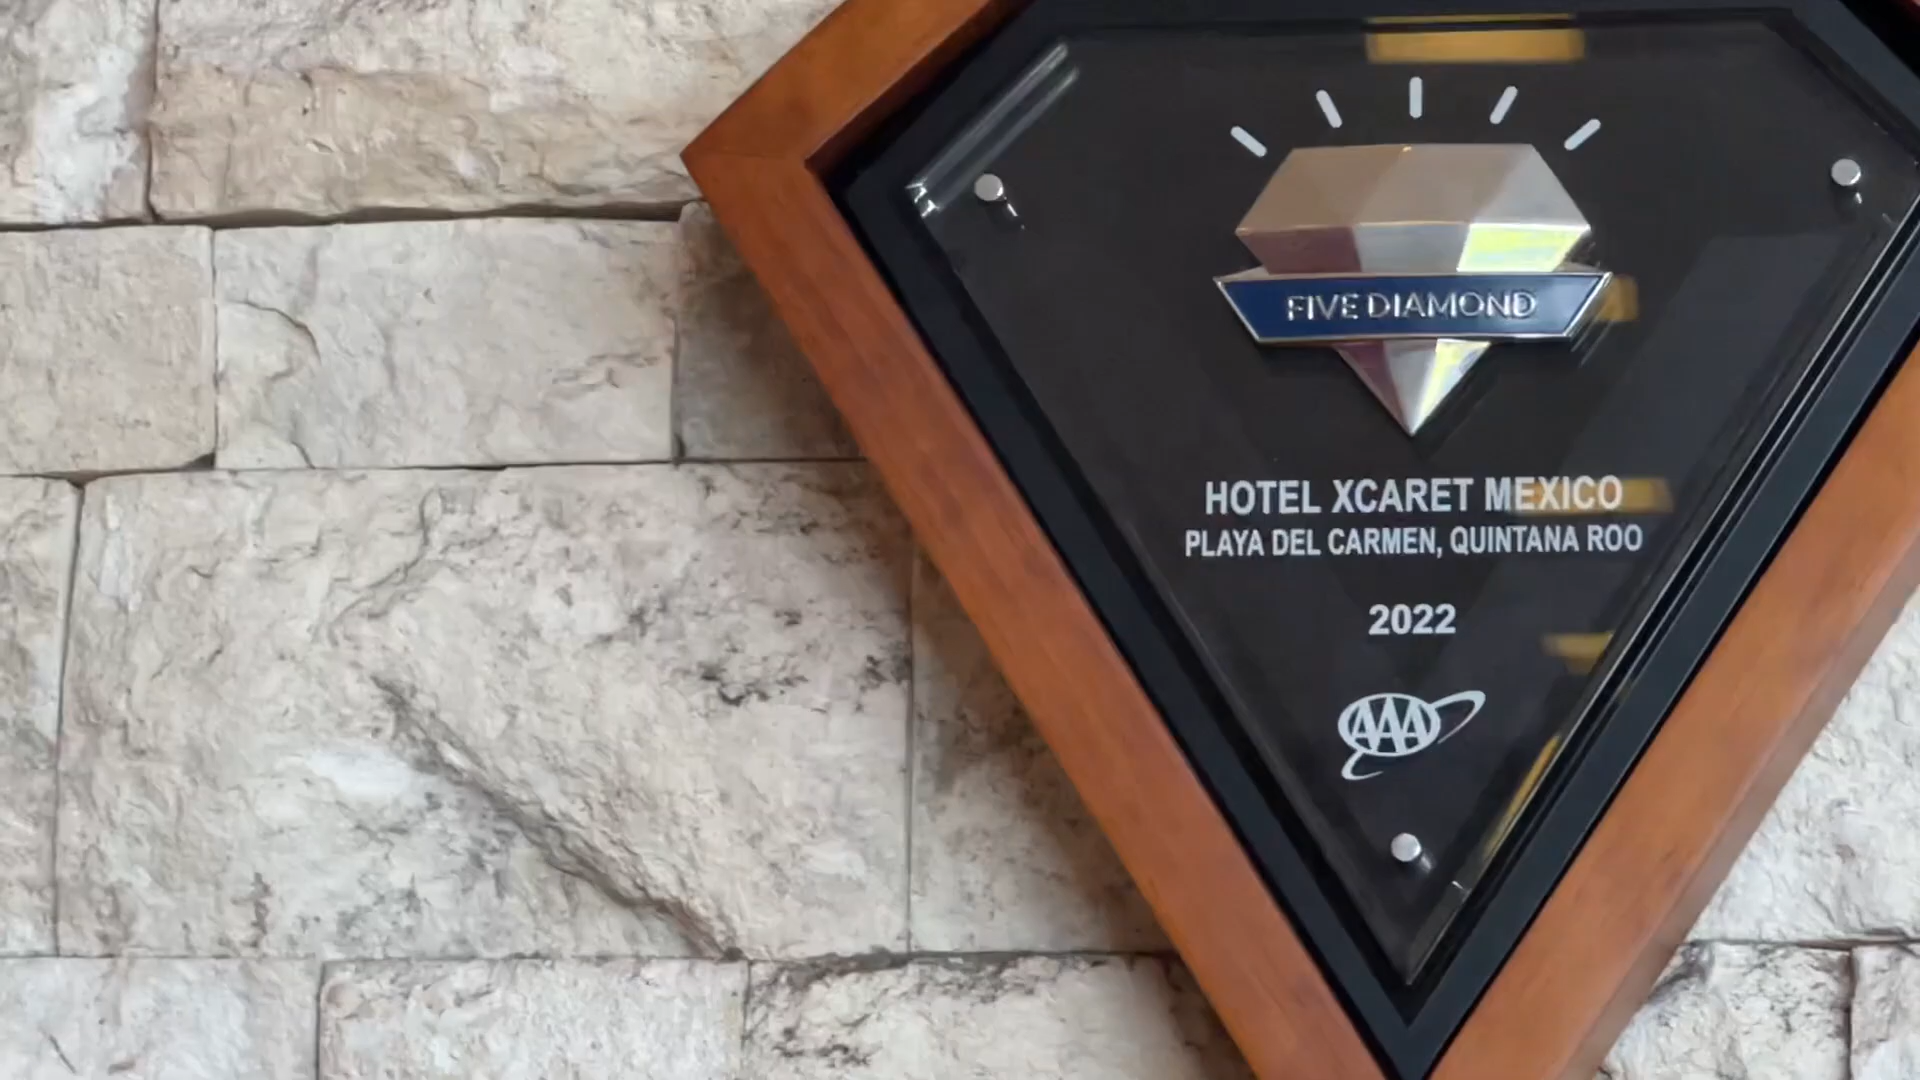 FIVE DIAMOND
HOTEL XCARET MEXICO
PLAYA DEL CARMEN, QUINTANA ROO
2022
AAA